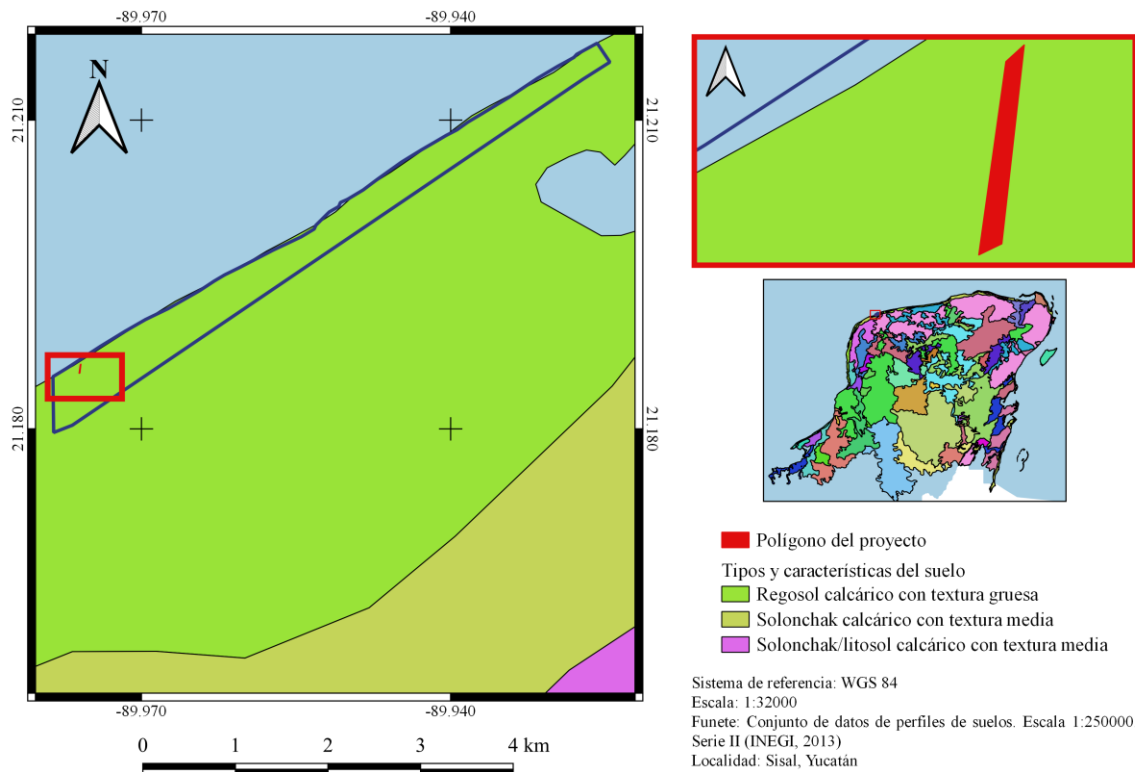 -89.970
-89.940
N
21.210
21.210
21.180
21.180
-89.970
-89.940
0 1 2 3 4 km
Polígono del proyecto
Tipos y características del suelo
Regosol calcárico con textura gruesa
Solonchak calcárico con textura media
Solonchak/litosol calcárico con textura media
Sistema de referencia: WGS 84
Escala: 1:32000
Funete: Conjunto de datos de perfiles de suelos. Escala 1:250000
Serie II (INEGI, 2013)
Localidad: Sisal, Yucatán